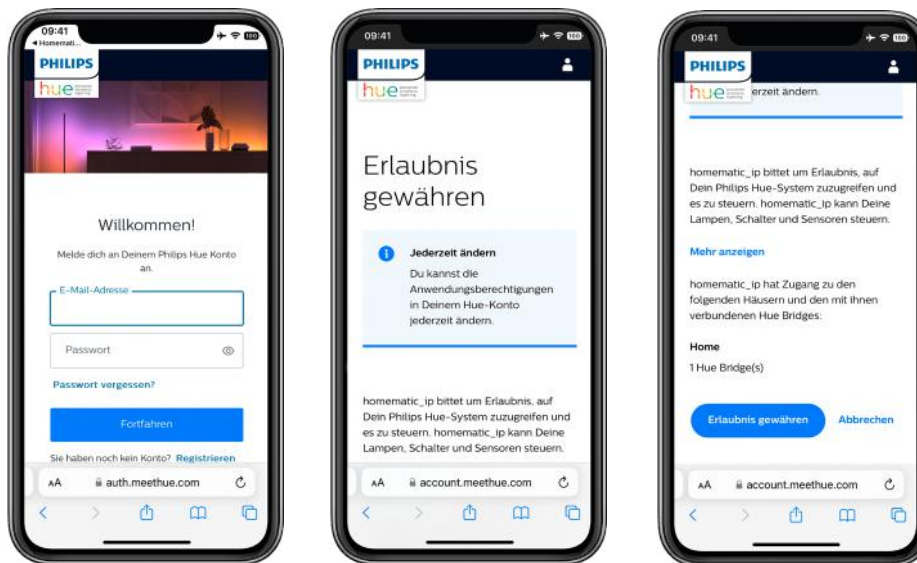 09:41
Homemati...
100
PHILIPS
hue
Willkommen!
Melde dich an Deinem Philips Hue Konto
an.
E-Mail-Adresse
Passwort
Passwort vergessen?
Fortfahren
Sie haben noch kein Konto? Registrieren
AA auth.meethue.com
09:41
100
PHILIPS
hue
Erlaubnis
gewähren
Jederzeit ändern
Du kannst die
Anwendungsberechtigungen
in Deinem Hue-Konto
jederzeit ändern.
homematic_ip bittet um Erlaubnis, auf
Dein Philips Hue-System zuzugreifen und
es zu steuern. homematic_ip kann Deine
Lampen, Schalter und Sensoren steuern.
AA account.meethue.com
09:41
100
PHILIPS
hue
erzeit ändern.
homematic_ip bittet um Erlaubnis, auf
Dein Philips Hue-System zuzugreifen und
es zu steuern. homematic_ip kann Deine
Lampen, Schalter und Sensoren steuern.
Mehr anzeigen
homematic_ip hat Zugang zu den
folgenden Häusern und den mit ihnen
verbundenen Hue Bridges:
Home
1 Hue Bridge(s)
Erlaubnis gewähren Abbrechen
AA account.meethue.com